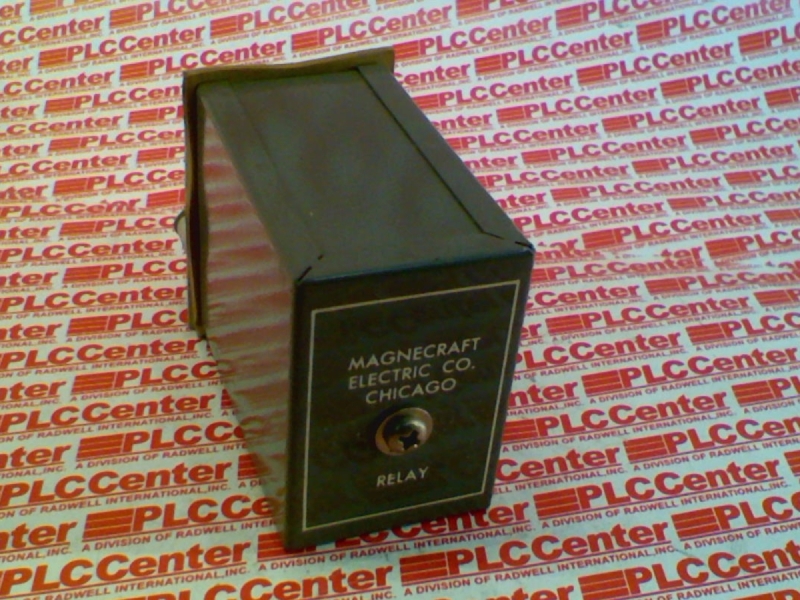 MAGNECRAFT
ELECTRIC CO.
CHICAGO
RELAY
PLCCenter
A DIVISION OF RADWELL INTERNATIONAL, INC.